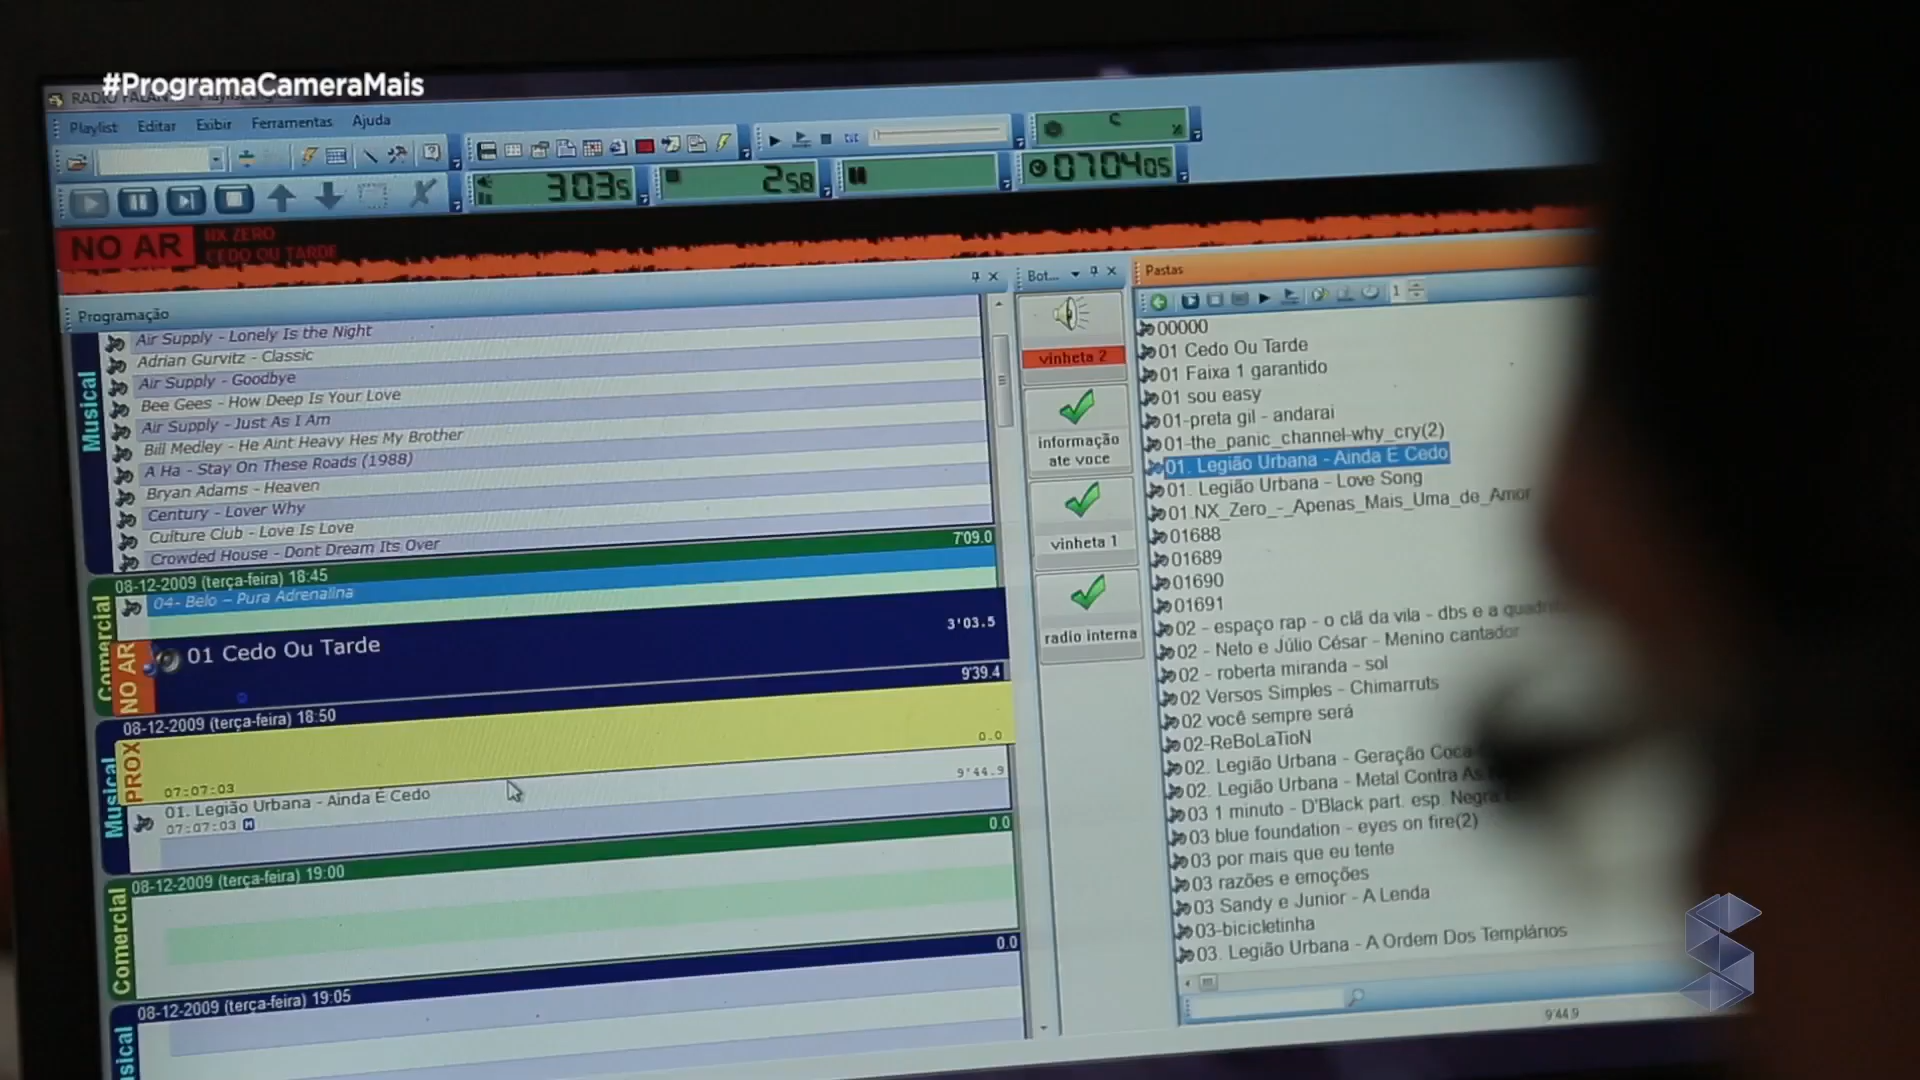 #ProgramaCameraMais
Playlist Editar Exibir Ferramentas Ajuda
303s
258
070405
NO AR
NX ZERO
CEDO OU TARDE
Programação
Musical
Air Supply - Lonely Is the Night
Adrian Gurvitz - Classic
Air Supply - Goodbye
Bee Gees - How Deep Is Your Love
Air Supply - Just As I Am
Bill Medley - He Aint Heavy Hes My Brother
A Ha - Stay On These Roads (1988)
Bryan Adams - Heaven
Century - Lover Why
Culture Club - Love Is Love
Crowded House - Dont Dream Its Over
7'09.0
08-12-2009 (terça-feira) 18:45
Comercial
04- Belo – Pura Adrenalina
NO AR
01 Cedo Ou Tarde
3'03.5
9'39.4
08-12-2009 (terça-feira) 18:50
Musical
PROX
0.0
07:07:03
01. Legião Urbana - Ainda É Cedo
9'44.9
07:07:03 M
0.0
08-12-2009 (terça-feira) 19:00
Comercial
0.0
08-12-2009 (terça-feira) 19:05
sical
Bot...
vinheta 2
informação
ate voce
vinheta 1
radio interna
Pastas
1
00000
01 Cedo Ou Tarde
01 Faixa 1 garantido
01 sou easy
01-preta gil - andarai
01-the_panic_channel-why_cry(2)
01. Legião Urbana - Ainda É Cedo
01. Legião Urbana - Love Song
01.NX_Zero_-_Apenas_Mais_Uma_de_Amor
01688
01689
01690
01691
02 - espaço rap - o clã da vila - dbs e a
02 - Neto e Júlio César - Menino cantador
02 - roberta miranda - sol
02 Versos Simples - Chimarruts
02 você sempre será
02-ReBoLaTioN
02. Legião Urbana - Geração Coca
02. Legião Urbana - Metal Contra As
03 1 minuto - D'Black part. esp. Negra
03 blue foundation - eyes on fire(2)
03 por mais que eu tente
03 razões e emoções
03 Sandy e Junior - A Lenda
03-bicicletinha
03. Legião Urbana - A Ordem Dos Templários
9'44.9